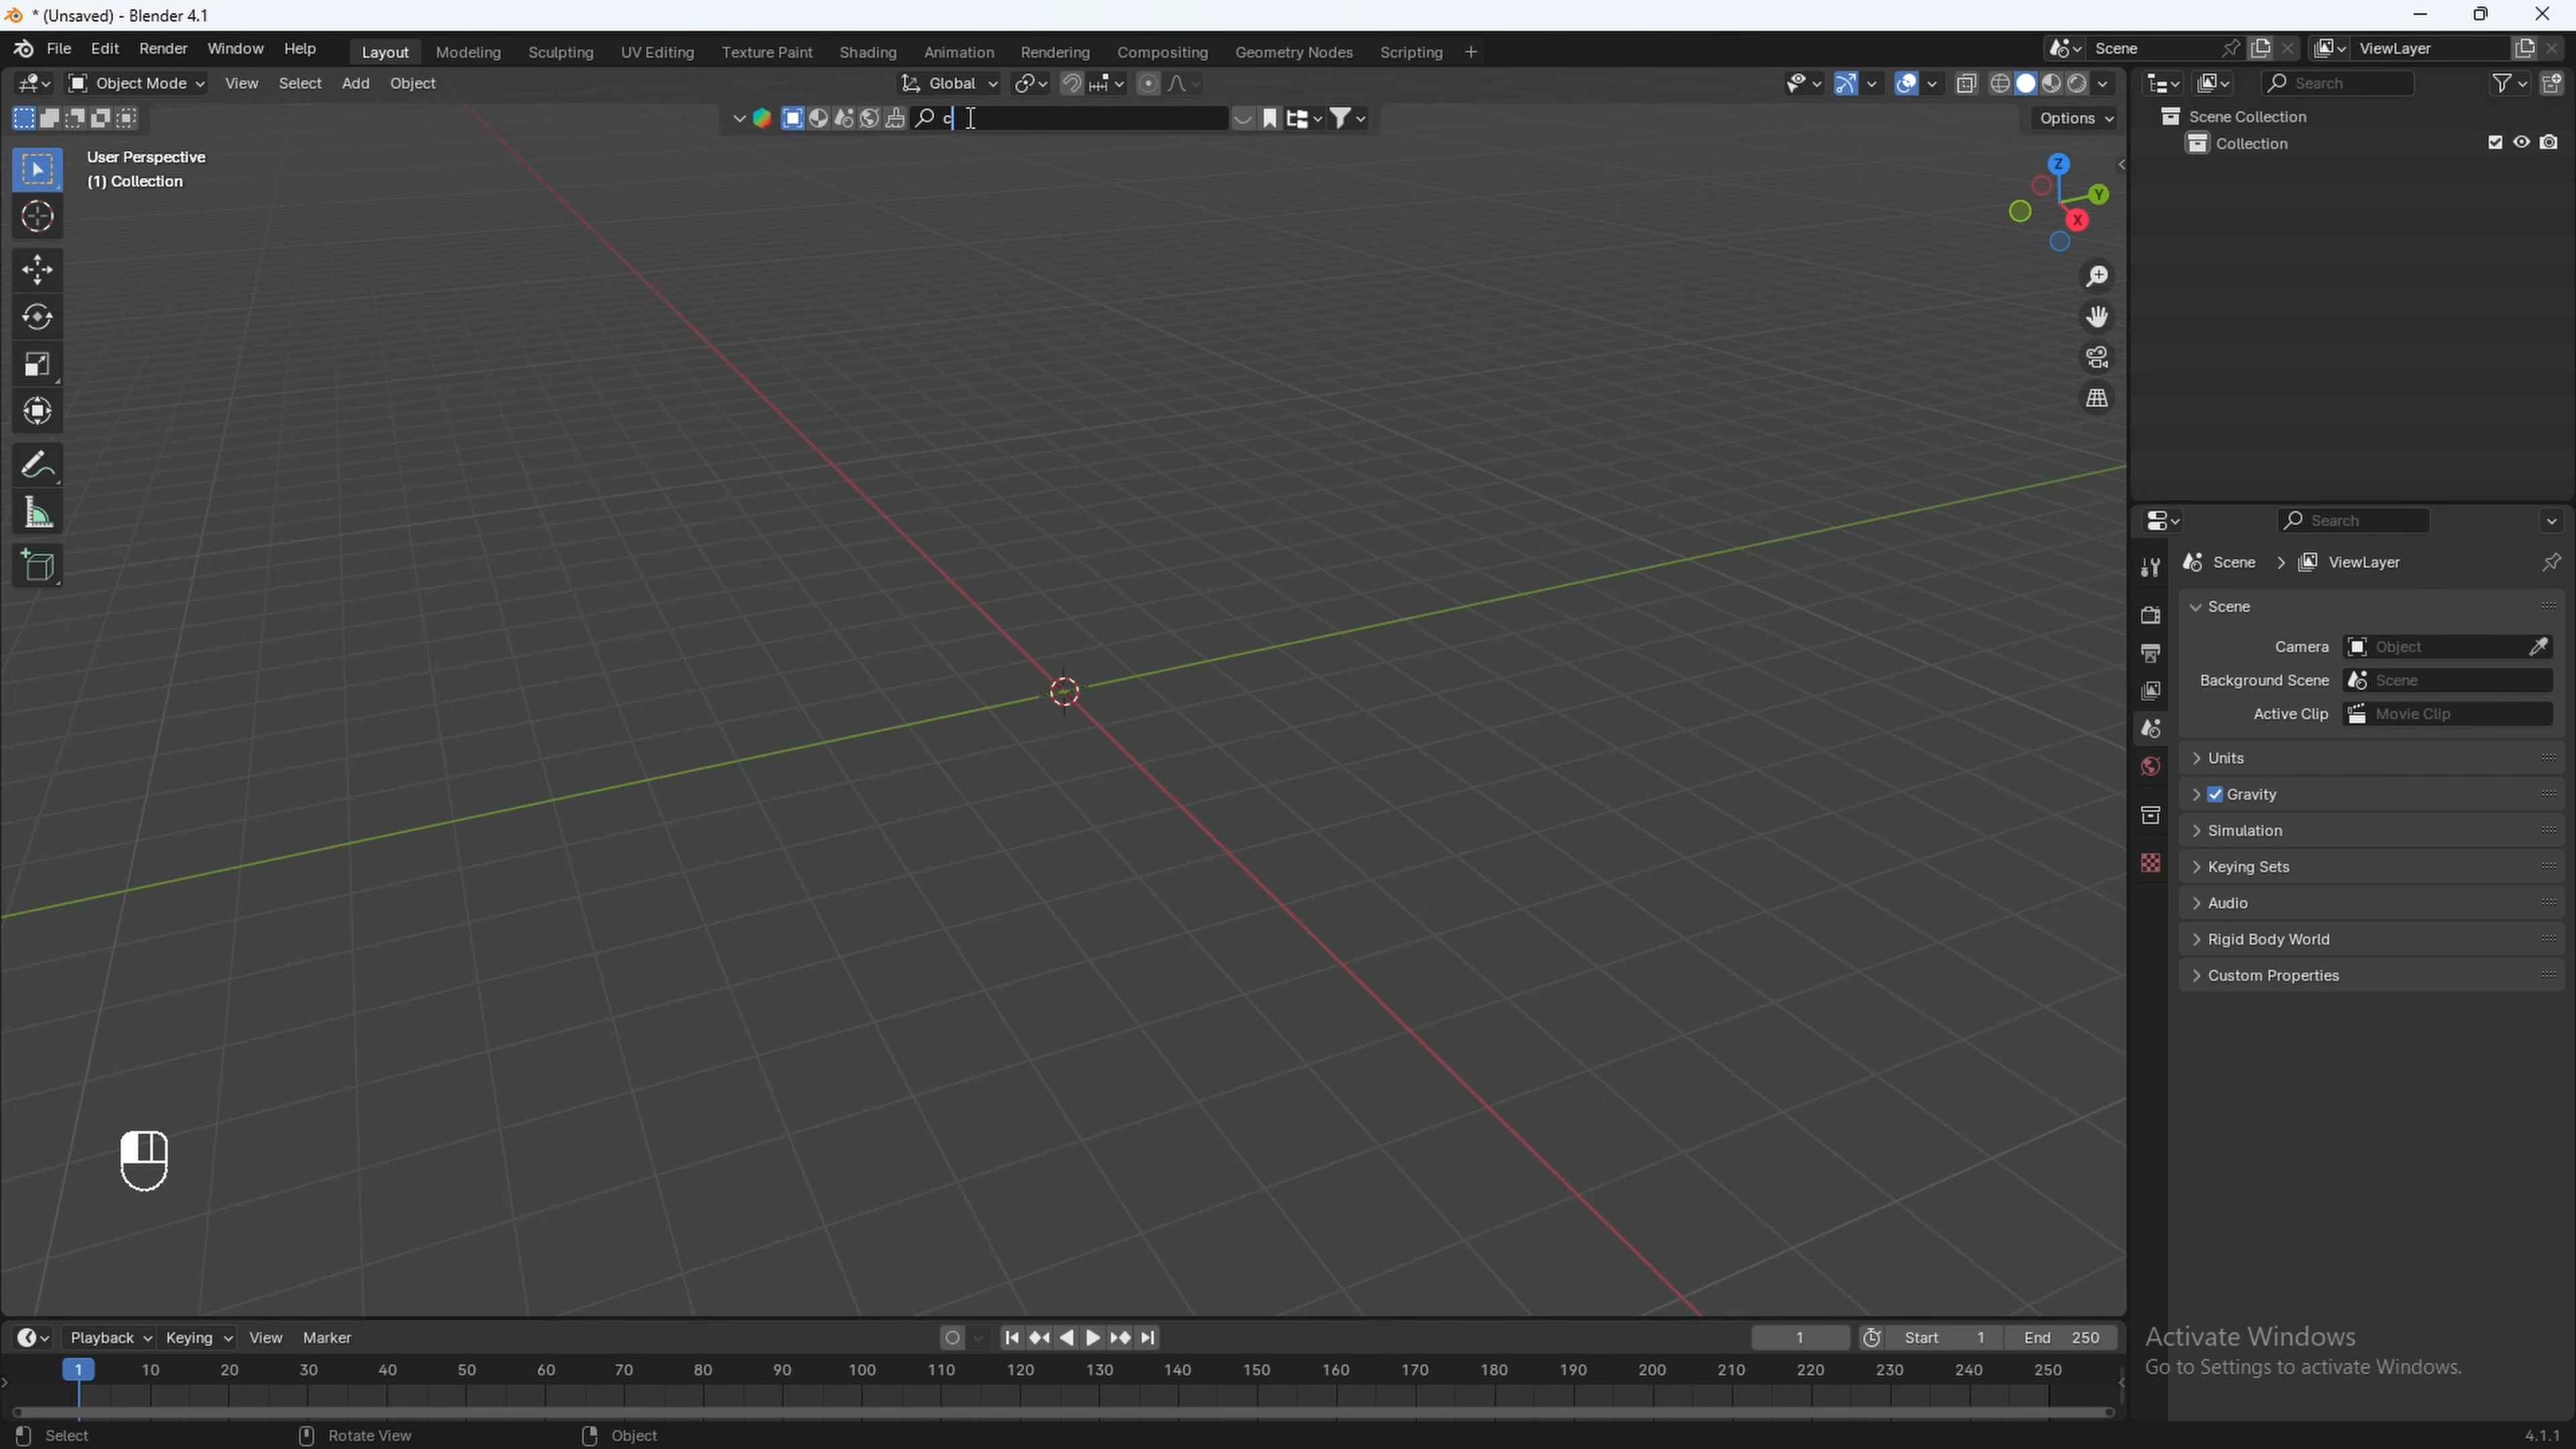 * (Unsaved) - Blender 4.1
File Edit Render Window Help Layout Modeling Sculpting UV Editing Texture Paint Shading Animation Rendering Compositing Geometry Nodes Scripting + Scene ViewLayer
Object Mode View Select Add Object Global Search
c Options
User Perspective
(1) Collection
Z
Y
X
Scene Collection
Collection
Search
Scene > ViewLayer
Scene
Camera Object
Background Scene Scene
Active Clip Movie Clip
Units
Gravity
Simulation
Keying Sets
Audio
Rigid Body World
Custom Properties
Playback Keying View Marker 1 Start 1 End 250
1 10 20 30 40 50 60 70 80 90 100 110 120 130 140 150 160 170 180 190 200 210 220 230 240 250
Activate Windows
Go to Settings to activate Windows.
Select Rotate View Object 4.1.1